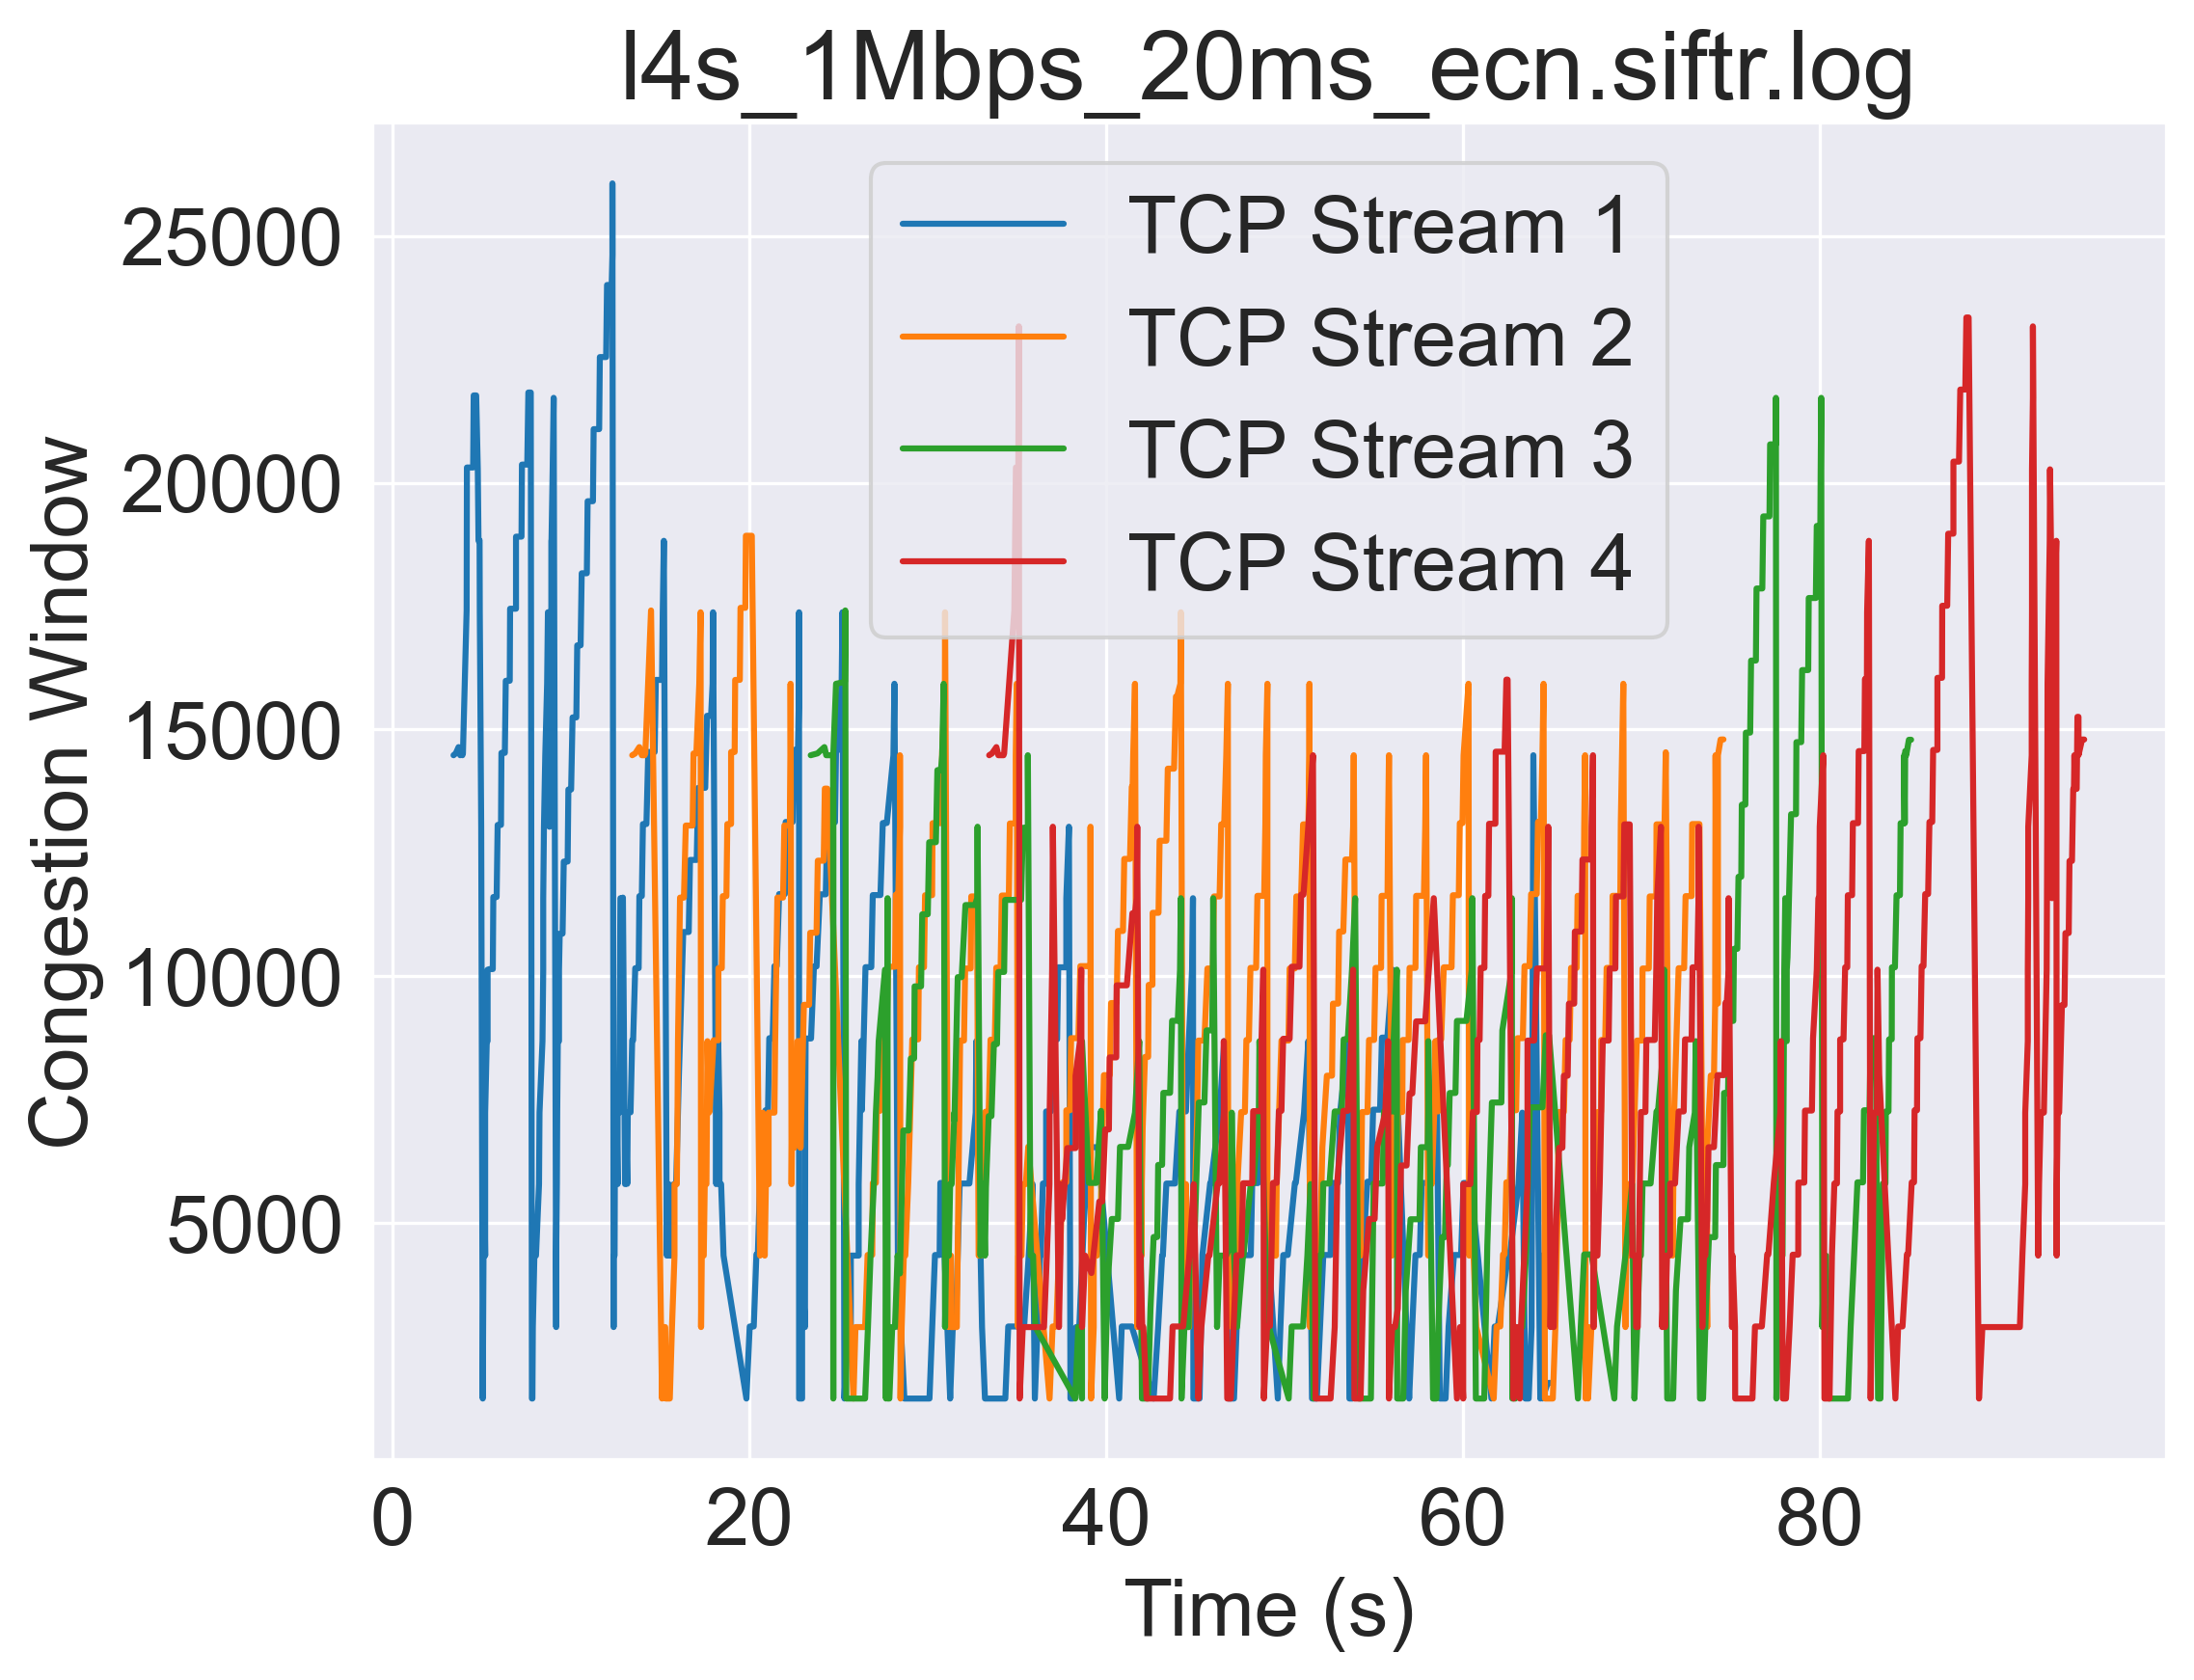 l4s_1Mbps_20ms_ecn.siftr.log
TCP Stream 1
TCP Stream 2
TCP Stream 3
TCP Stream 4
Congestion Window
25000
20000
15000
10000
5000
0 20 40 60 80
Time (s)